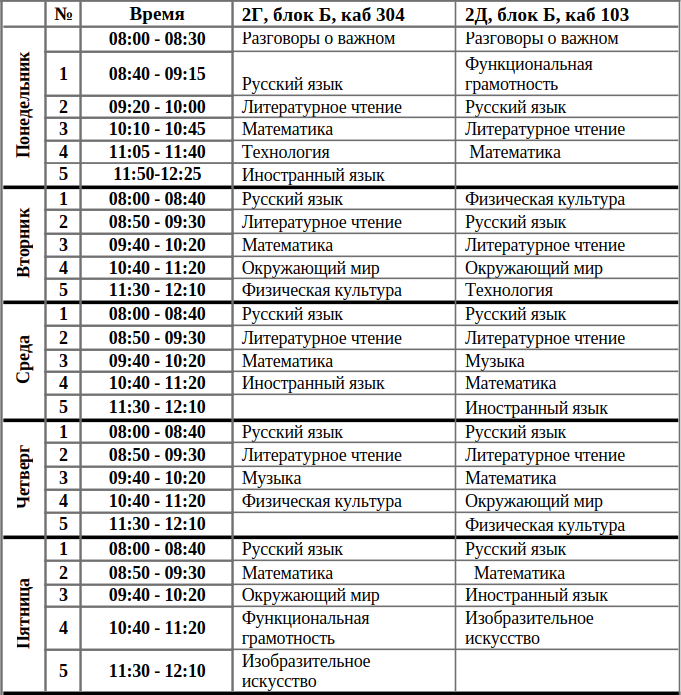 № Время 2Г, блок Б, каб 304 2Д, блок Б, каб 103
Понедельник
08:00 - 08:30 Разговоры о важном Разговоры о важном
1 08:40 - 09:15 Русский язык Функциональная
грамотность
2 09:20 - 10:00 Литературное чтение Русский язык
3 10:10 - 10:45 Математика Литературное чтение
4 11:05 - 11:40 Технология Математика
5 11:50-12:25 Иностранный язык
Вторник
1 08:00 - 08:40 Русский язык Физическая культура
2 08:50 - 09:30 Литературное чтение Русский язык
3 09:40 - 10:20 Математика Литературное чтение
4 10:40 - 11:20 Окружающий мир Окружающий мир
5 11:30 - 12:10 Физическая культура Технология
Среда
1 08:00 - 08:40 Русский язык Русский язык
2 08:50 - 09:30 Литературное чтение Литературное чтение
3 09:40 - 10:20 Математика Музыка
4 10:40 - 11:20 Иностранный язык Математика
5 11:30 - 12:10 Иностранный язык
Четверг
1 08:00 - 08:40 Русский язык Русский язык
2 08:50 - 09:30 Литературное чтение Литературное чтение
3 09:40 - 10:20 Музыка Математика
4 10:40 - 11:20 Физическая культура Окружающий мир
5 11:30 - 12:10 Физическая культура
Пятница
1 08:00 - 08:40 Русский язык Русский язык
2 08:50 - 09:30 Математика Математика
3 09:40 - 10:20 Окружающий мир Иностранный язык
4 10:40 - 11:20 Функциональная Изобразительное
грамотность искусство
5 11:30 - 12:10 Изобразительное
искусство